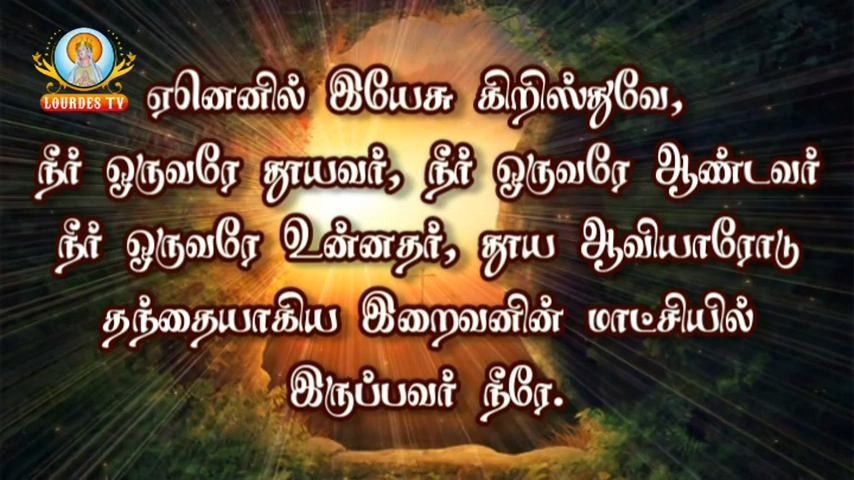 LOURDES TV
ஏனெனில் இயேசு கிறிஸ்துவே,
நீர் ஒருவரே தூயவர், நீர் ஒருவரே ஆண்டவர்
நீர் ஒருவரே உன்னதர், தூய ஆவியாரோடு
தந்தையாகிய இறைவனின் மாட்சியில்
இருப்பவர் நீரே.